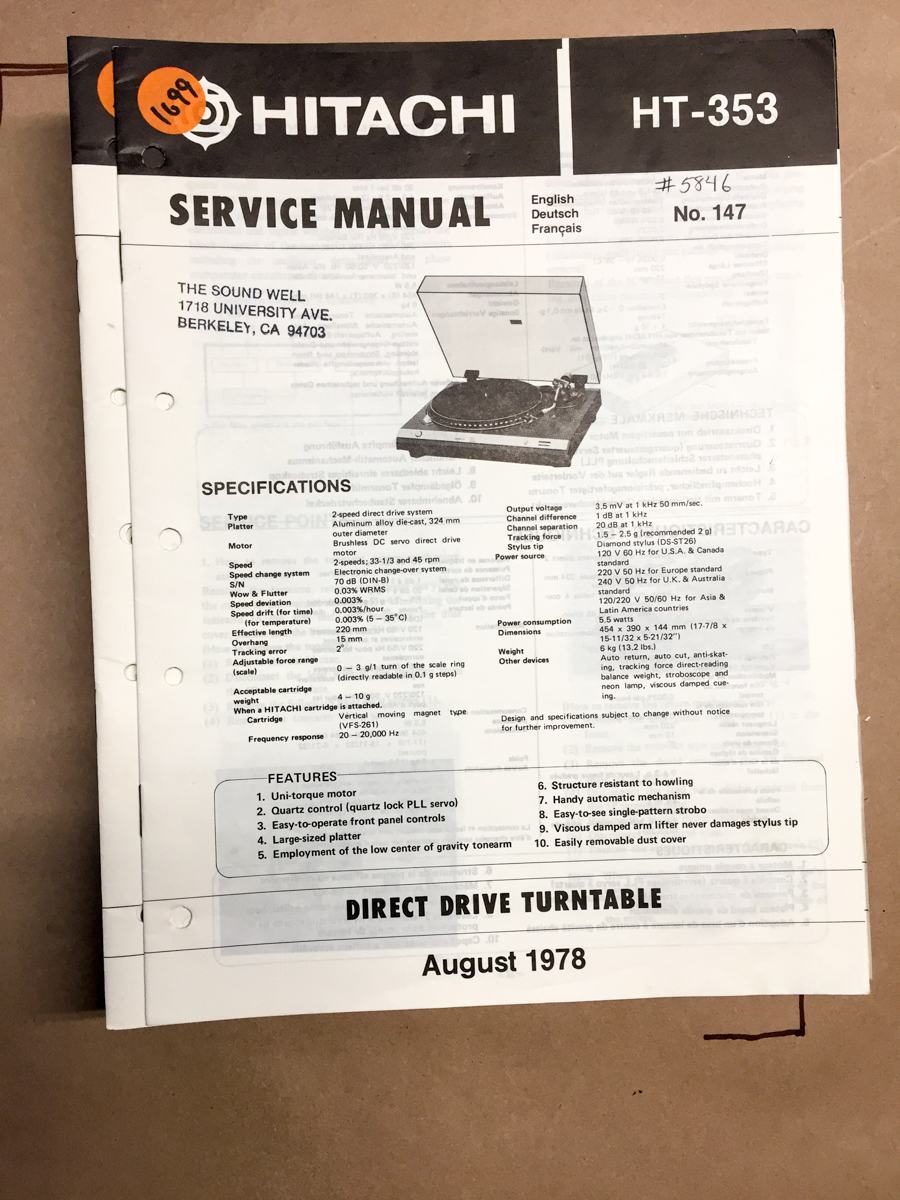 1699
HITACHI
HT-353
SERVICE MANUAL
English
Deutsch
Français
#5846
No. 147
THE SOUND WELL
1718 UNIVERSITY AVE.
BERKELEY, CA 94703
SPECIFICATIONS
Type 2-speed direct drive system
Platter Aluminum alloy die-cast, 324 mm
outer diameter
Motor Brushless DC servo direct drive
motor
Speed 2-speeds; 33-1/3 and 45 rpm
Speed change system Electronic change-over system
S/N 70 dB (DIN-B)
Wow & Flutter 0.03% WRMS
Speed deviation 0.003%
Speed drift (for time) 0.003%/hour
(for temperature) 0.003% (5 – 35°C)
Effective length 220 mm
Overhang 15 mm
Tracking error 2°
Adjustable force range
(scale) 0 – 3 g/1 turn of the scale ring
(directly readable in 0.1 g steps)
Acceptable cartridge
weight 4 – 10 g
When a HITACHI cartridge is attached.
Cartridge Vertical moving magnet type
(VFS-261)
Frequency response 20 – 20,000 Hz
Output voltage 3.5 mV at 1 kHz 50 mm/sec.
Channel difference 1 dB at 1 kHz
Channel separation 20 dB at 1 kHz
Tracking force 1.5 – 2.5 g (recommended 2 g)
Stylus tip Diamond stylus (DS-ST26)
Power source 120 V 60 Hz for U.S.A. & Canada
standard
220 V 50 Hz for Europe standard
240 V 50 Hz for U.K. & Australia
standard
120/220 V 50/60 Hz for Asia &
Latin America countries
Power consumption 5.5 watts
Dimensions 454 x 390 x 144 mm (17-7/8 x
15-11/32 x 5-21/32")
Weight 6 kg (13.2 lbs.)
Other devices Auto return, auto cut, anti-skat-
ing, tracking force direct-reading
balance weight, stroboscope and
neon lamp, viscous damped cue-
ing.
Design and specifications subject to change without notice
for further improvement.
FEATURES
1. Uni-torque motor
2. Quartz control (quartz lock PLL servo)
3. Easy-to-operate front panel controls
4. Large-sized platter
5. Employment of the low center of gravity tonearm
6. Structure resistant to howling
7. Handy automatic mechanism
8. Easy-to-see single-pattern strobo
9. Viscous damped arm lifter never damages stylus tip
10. Easily removable dust cover
DIRECT DRIVE TURNTABLE
August 1978